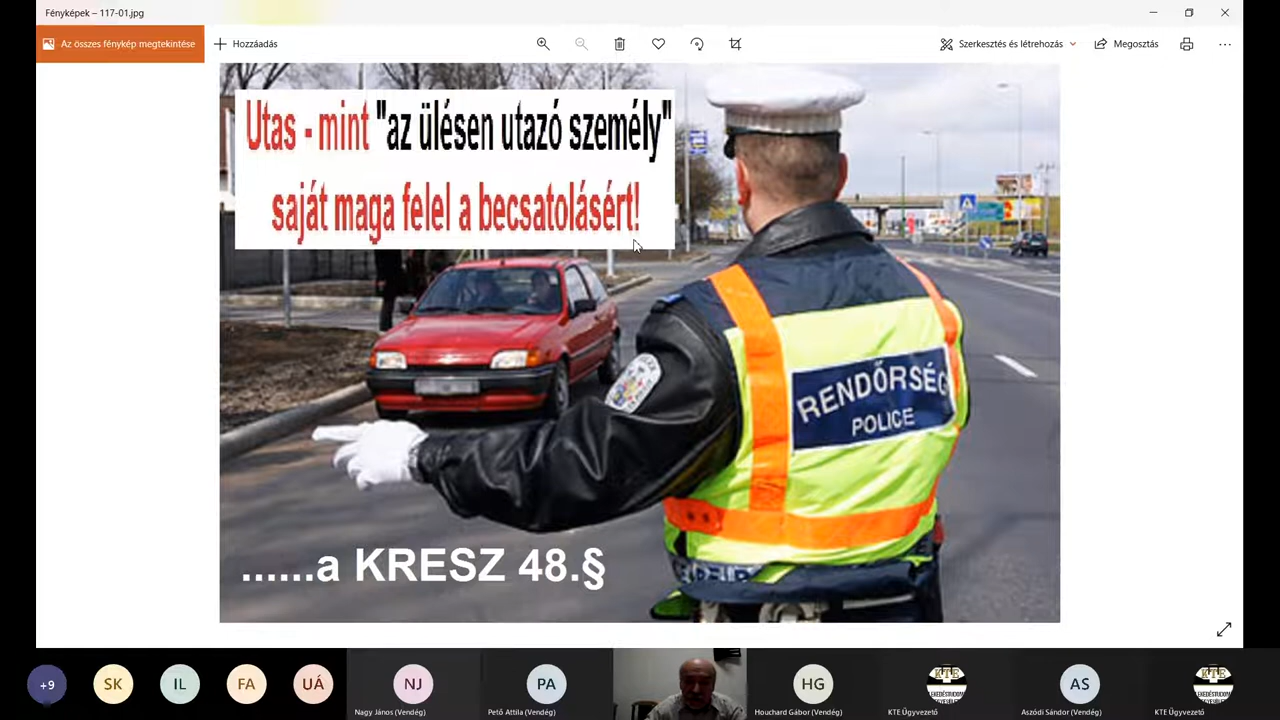 Fényképek – 117-01.jpg
Az összes fénykép megtekintése
Hozzáadás
Szerkesztés és létrehozás
Megosztás
Utas - mint "az ülésen utazó személy"
saját maga felel a becsatolásért!
RENDŐRSÉG
POLICE
......a KRESZ 48.§
+9
SK
IL
FA
UÁ
NJ
PA
HG
KTE
AS
KTE
Nagy János (Vendég)
Pető Attila (Vendég)
Houchard Gábor (Vendég)
KTE Ügyvezető
Aszódi Sándor (Vendég)
KTE Ügyvezető